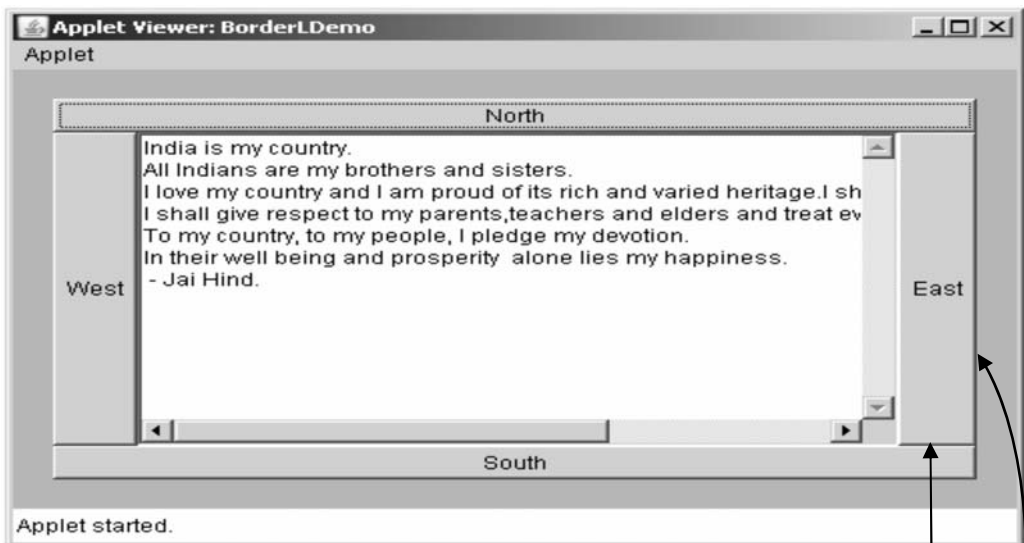 Applet Viewer: BorderLDemo
Applet
North
India is my country.
All Indians are my brothers and sisters.
I love my country and I am proud of its rich and varied heritage.I sh
I shall give respect to my parents,teachers and elders and treat ev
To my country, to my people, I pledge my devotion.
In their well being and prosperity  alone lies my happiness.
- Jai Hind.
West
East
South
Applet started.